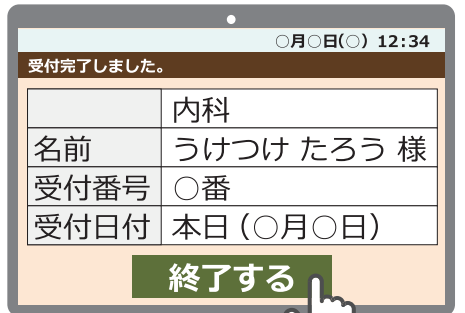 ○月○日(○) 12:34
受付完了しました。
内科
名前 うけつけ たろう 様
受付番号 ○番
受付日付 本日（○月○日）
終了する